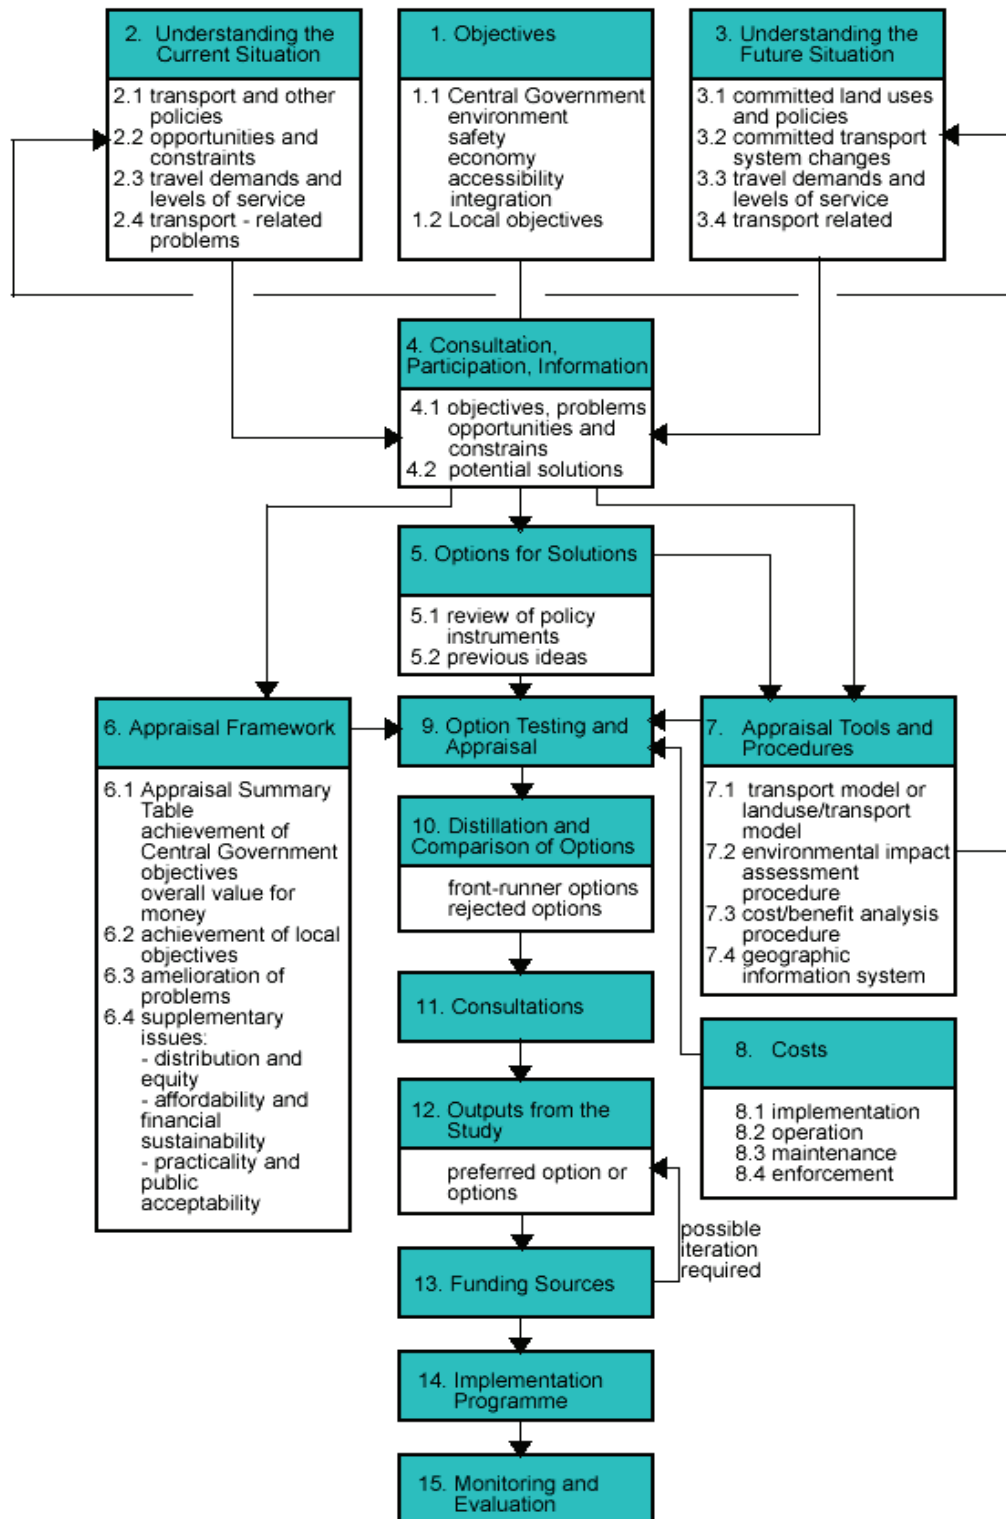 2. Understanding the
Current Situation
2.1 transport and other
policies
2.2 opportunities and
constraints
2.3 travel demands and
levels of service
2.4 transport - related
problems
1. Objectives
1.1 Central Government
environment
safety
economy
accessibility
integration
1.2 Local objectives
3. Understanding the
Future Situation
3.1 committed land uses
and policies
3.2 committed transport
system changes
3.3 travel demands and
levels of service
3.4 transport related
4. Consultation,
Participation, Information
4.1 objectives, problems
opportunities and
constrains
4.2 potential solutions
5. Options for Solutions
5.1 review of policy
instruments
5.2 previous ideas
6. Appraisal Framework
6.1 Appraisal Summary
Table
achievement of
Central Government
objectives
overall value for
money
6.2 achievement of local
objectives
6.3 amelioration of
problems
6.4 supplementary
issues:
- distribution and
equity
- affordability and
financial
sustainability
- practicality and
public
acceptability
9. Option Testing and
Appraisal
7. Appraisal Tools and
Procedures
7.1 transport model or
landuse/transport
model
7.2 environmental impact
assessment
procedure
7.3 cost/benefit analysis
procedure
7.4 geographic
information system
10. Distillation and
Comparison of Options
front-runner options
rejected options
11. Consultations
8. Costs
8.1 implementation
8.2 operation
8.3 maintenance
8.4 enforcement
12. Outputs from the
Study
preferred option or
options
possible
iteration
required
13. Funding Sources
14. Implementation
Programme
15. Monitoring and
Evaluation